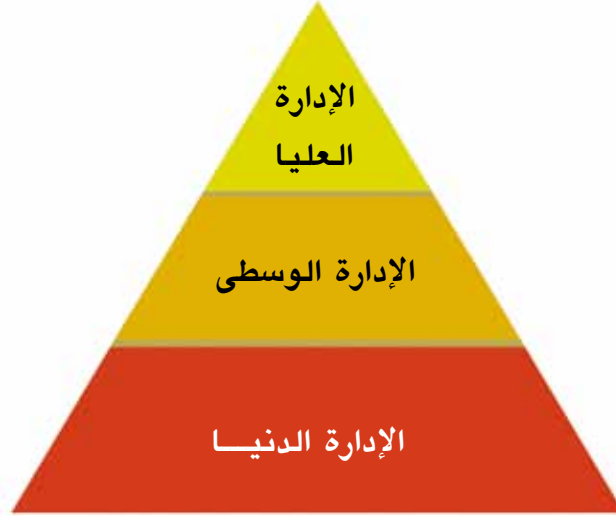 الإدارة
العليا
الإدارة الوسطى
الإدارة الدنيـــا